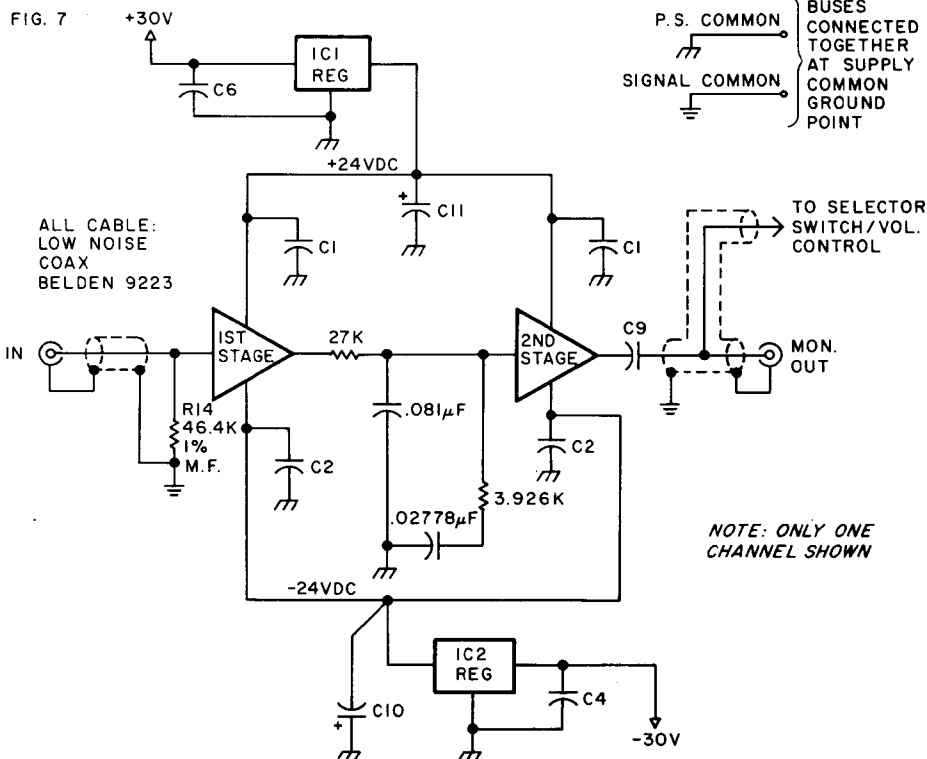 FIG. 7
+30V
IC1
REG
C6
P.S. COMMON
SIGNAL COMMON
BUSES
CONNECTED
TOGETHER
AT SUPPLY
COMMON
GROUND
POINT
+24VDC
+
C11
C1
C1
ALL CABLE:
LOW NOISE
COAX
BELDEN 9223
TO SELECTOR
SWITCH/VOL.
CONTROL
IN
1ST
STAGE
27K
2ND
STAGE
C9
MON.
OUT
R14
46.4K
1%
M.F.
.081µF
C2
C2
3.926K
.02778µF
NOTE: ONLY ONE
CHANNEL SHOWN
-24VDC
IC2
REG
C10
+
C4
-30V